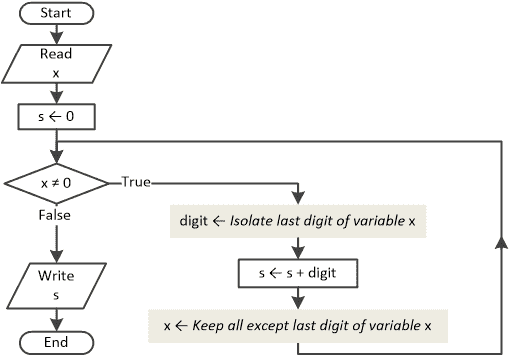 Start
Read
x
s ← 0
x ≠ 0
True
False
digit ← Isolate last digit of variable x
s ← s + digit
x ← Keep all except last digit of variable x
Write
s
End